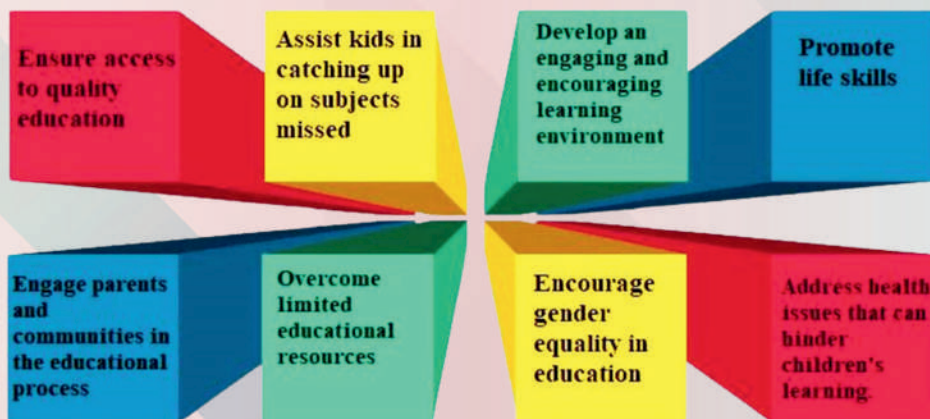 Ensure access
to quality
education
Assist kids in
catching up
on subjects
missed
Develop an
engaging and
encouraging
learning
environment
Promote
life skills
Engage parents
and
communities in
the educational
process
Overcome
limited
educational
resources
Encourage
gender
equality in
education
Address health
issues that can
hinder
children's
learning.